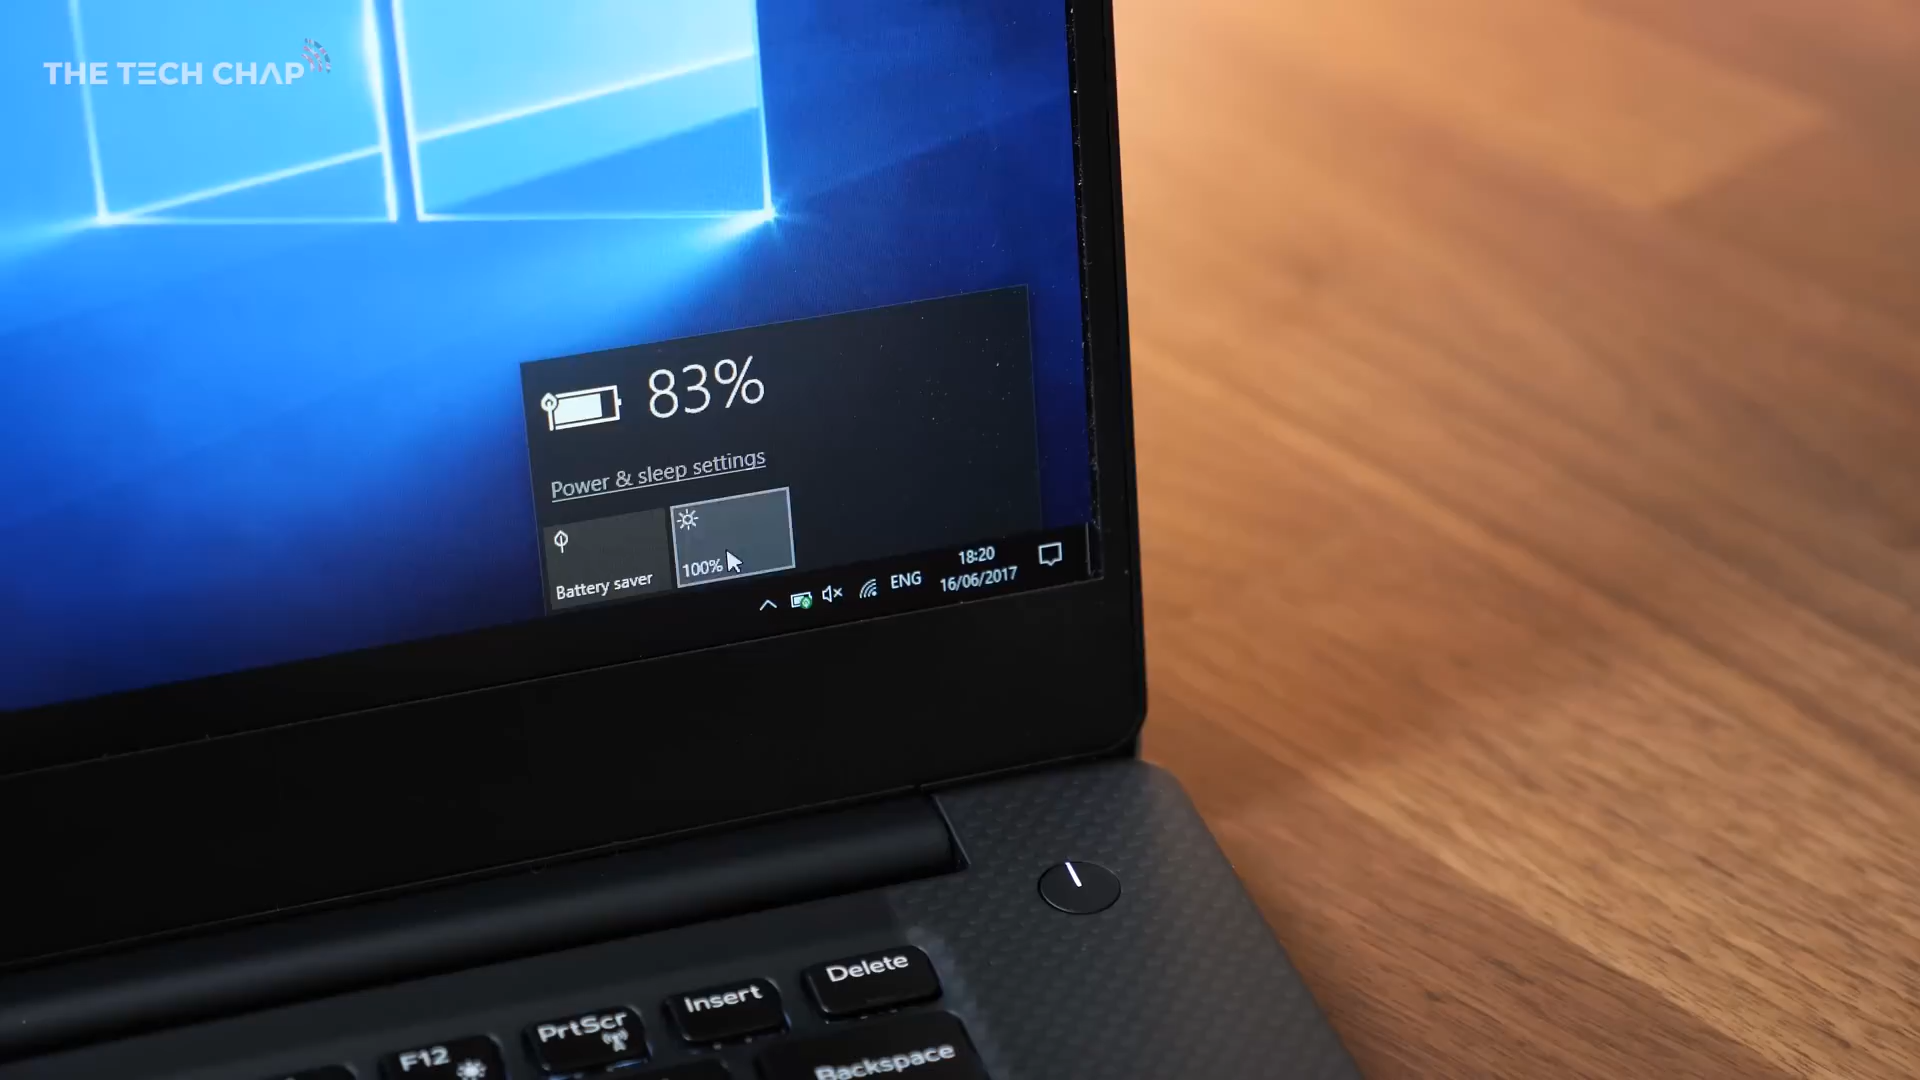 THE TECH CHAP
83%
Power & sleep settings
Battery saver
100%
ENG
18:20
16/06/2017
Delete
Insert
PrtScr
F12
Backspace